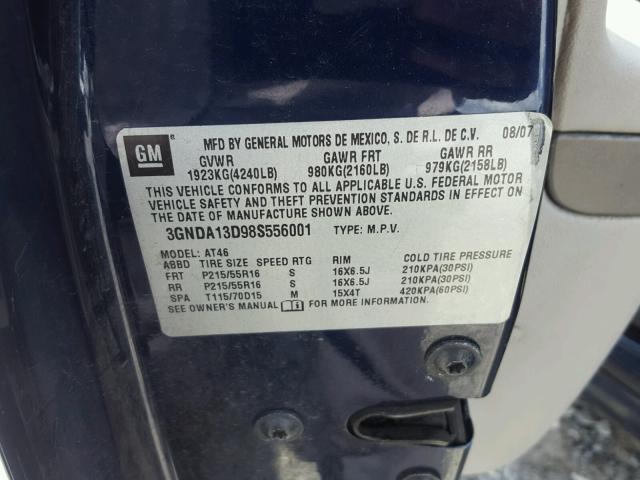 GM ® MFD BY GENERAL MOTORS DE MEXICO, S. DE R.L. DE C.V. 08/07
GVWR GAWR FRT GAWR RR
1923KG(4240LB) 980KG(2160LB) 979KG(2158LB)
THIS VEHICLE CONFORMS TO ALL APPLICABLE U.S. FEDERAL MOTOR
VEHICLE SAFETY AND THEFT PREVENTION STANDARDS IN EFFECT ON
THE DATE OF MANUFACTURE SHOWN ABOVE.
3GNDA13D98S556001 TYPE: M.P.V.
MODEL: AT46
ABBD TIRE SIZE SPEED RTG RIM COLD TIRE PRESSURE
FRT P215/55R16 S 16X6.5J 210KPA(30PSI)
RR P215/55R16 S 16X6.5J 210KPA(30PSI)
SPA T115/70D15 M 15X4T 420KPA(60PSI)
SEE OWNER'S MANUAL i FOR MORE INFORMATION.